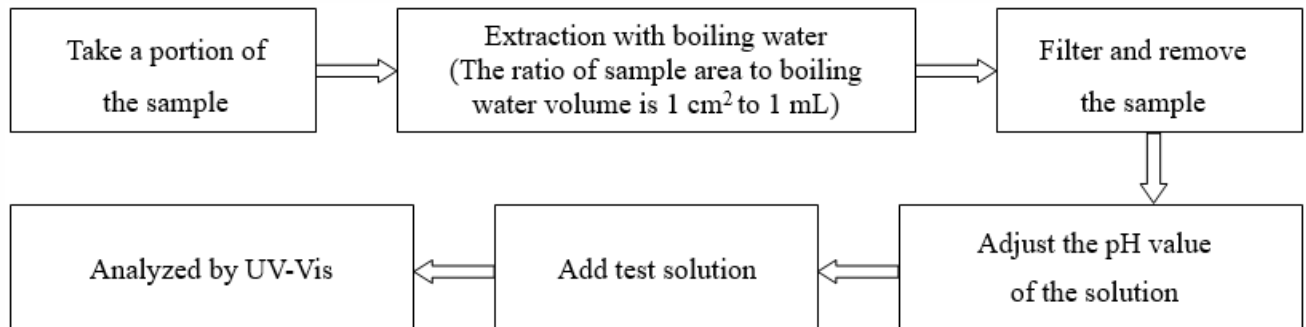 Take a portion of
the sample
Extraction with boiling water
(The ratio of sample area to boiling
water volume is 1 cm² to 1 mL)
Filter and remove
the sample
Adjust the pH value
of the solution
Add test solution
Analyzed by UV-Vis